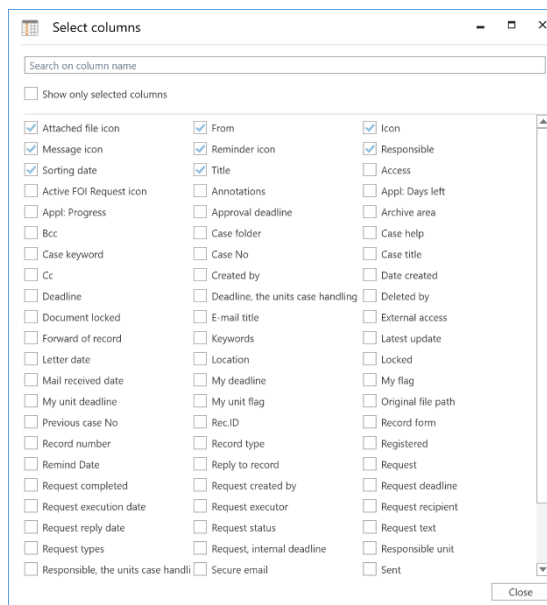 Select columns
Search on column name
Show only selected columns
Attached file icon From Icon
Message icon Reminder icon Responsible
Sorting date Title Access
Active FOI Request icon Annotations Appl: Days left
Appl: Progress Approval deadline Archive area
Bcc Case folder Case help
Case keyword Case No Case title
Cc Created by Date created
Deadline Deadline, the units case handling Deleted by
Document locked E-mail title External access
Forward of record Keywords Latest update
Letter date Location Locked
Mail received date My deadline My flag
My unit deadline My unit flag Original file path
Previous case No Rec.ID Record form
Record number Record type Registered
Remind Date Reply to record Request
Request completed Request created by Request deadline
Request execution date Request executor Request recipient
Request reply date Request status Request text
Request types Request, internal deadline Responsible unit
Responsible, the units case handli Secure email Sent
Close